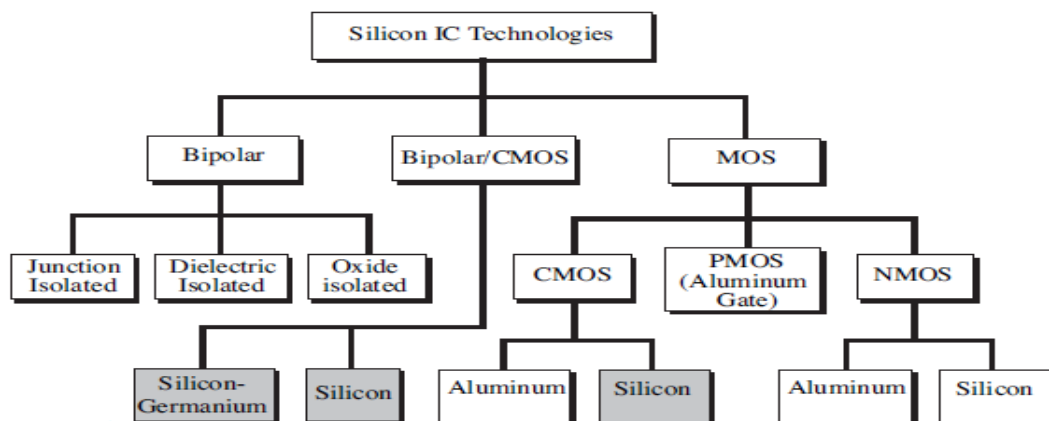 Silicon IC Technologies
Bipolar
Bipolar/CMOS
MOS
Junction
Isolated
Dielectric
Isolated
Oxide
isolated
CMOS
PMOS
(Aluminum
Gate)
NMOS
Silicon-
Germanium
Silicon
Aluminum
Silicon
Aluminum
Silicon